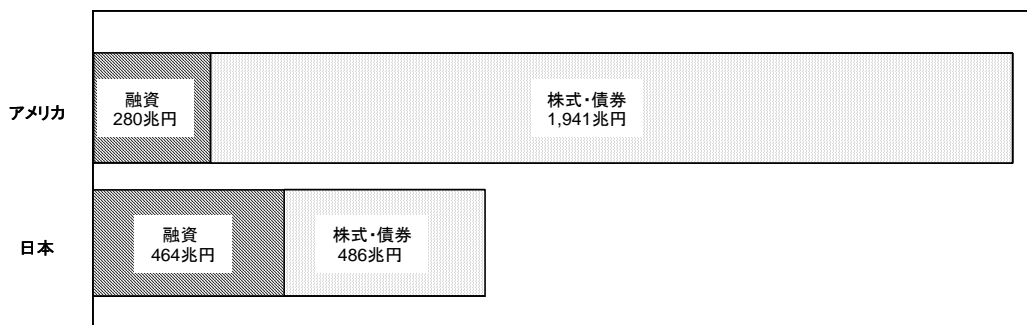 アメリカ
融資
280兆円
株式・債券
1,941兆円
日本
融資
464兆円
株式・債券
486兆円